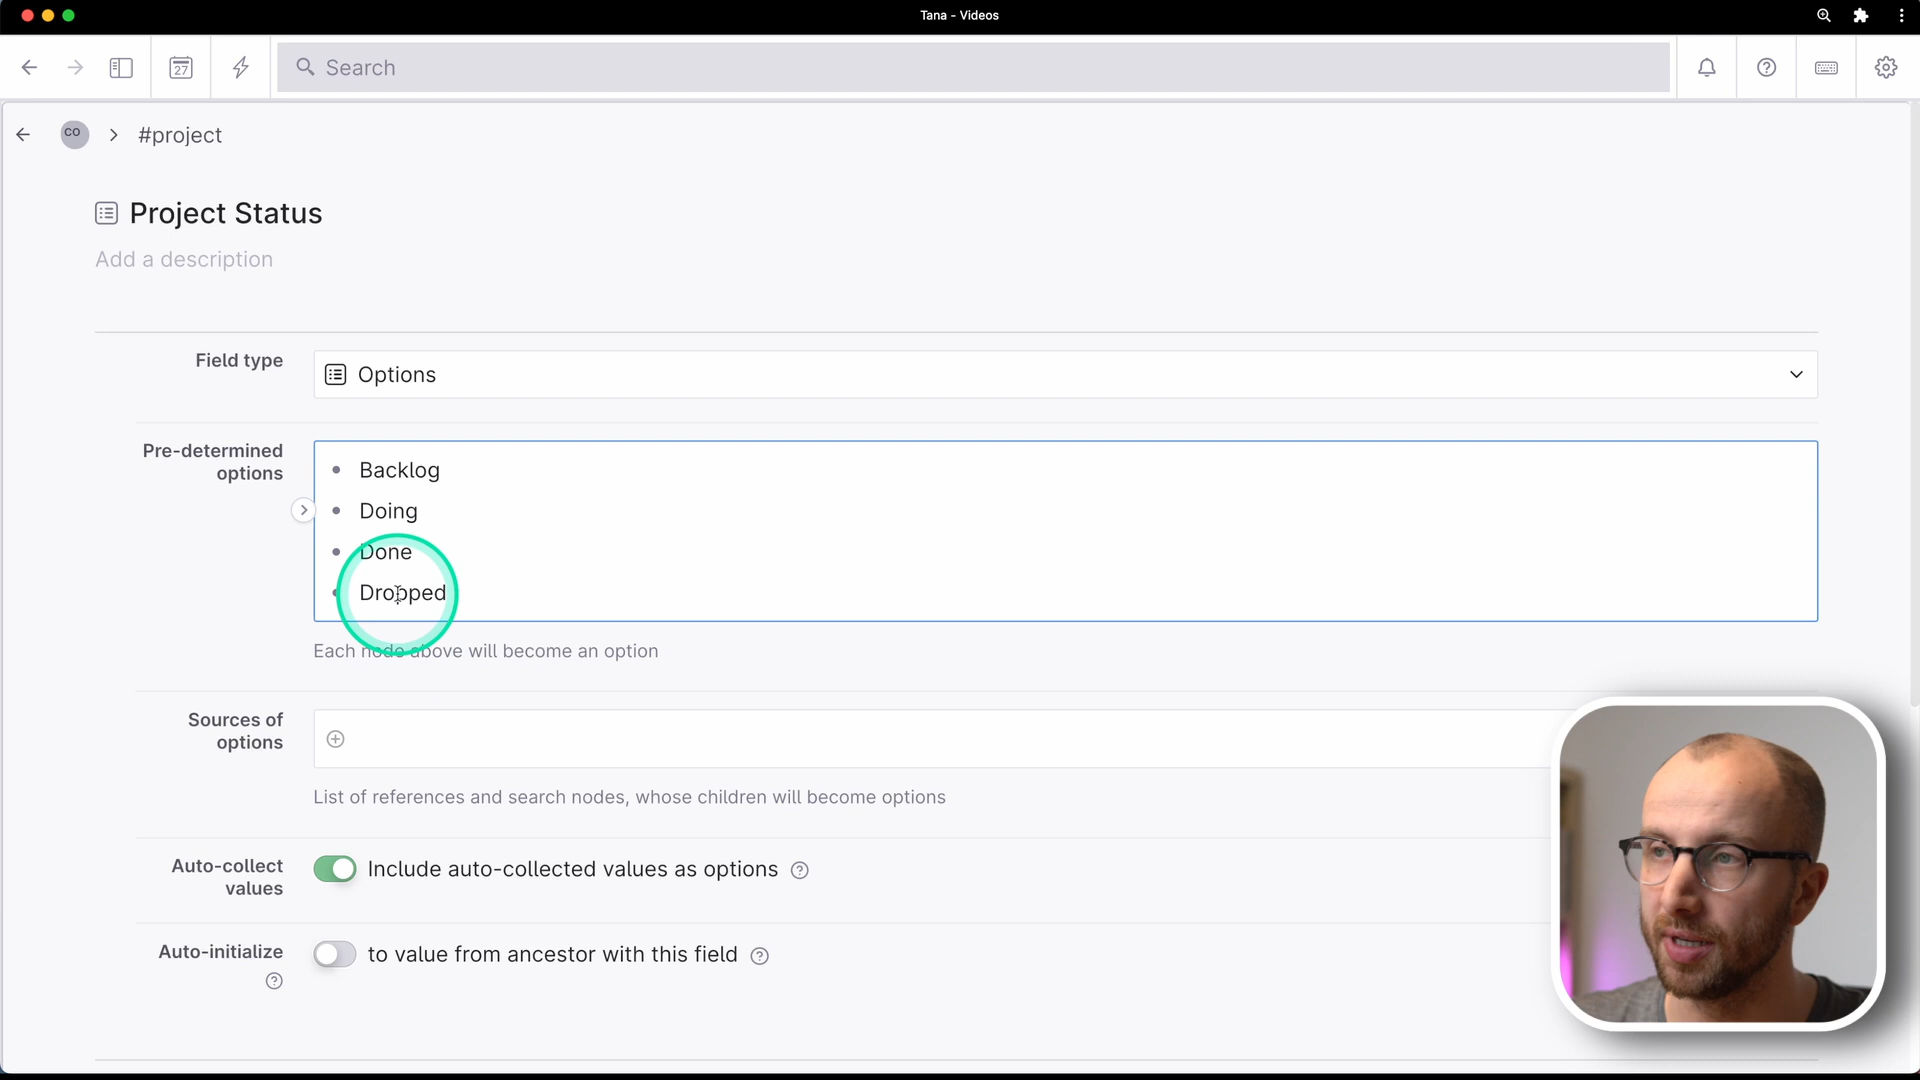 Tana - Videos
27
Search
CO
#project
Project Status
Add a description
Field type
Options
Pre-determined
options
Backlog
Doing
Done
Dropped
Each node above will become an option
Sources of
options
List of references and search nodes, whose children will become options
Auto-collect
values
Include auto-collected values as options
Auto-initialize
to value from ancestor with this field